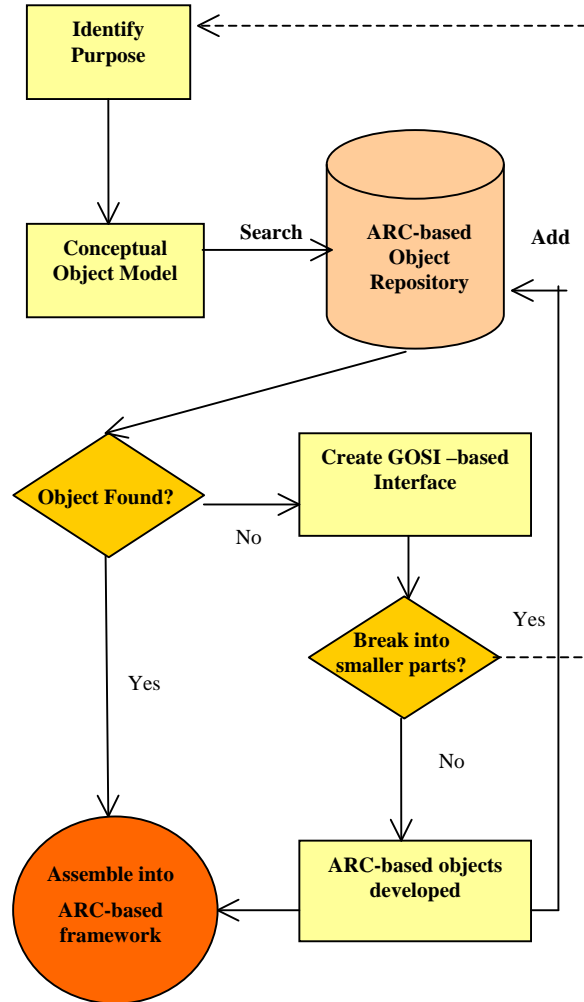 Identify
Purpose
Conceptual
Object Model
Search
ARC-based
Object
Repository
Add
Object Found?
No
Create GOSI –based
Interface
Break into
smaller parts?
Yes
Yes
No
ARC-based objects
developed
Assemble into
ARC-based
framework